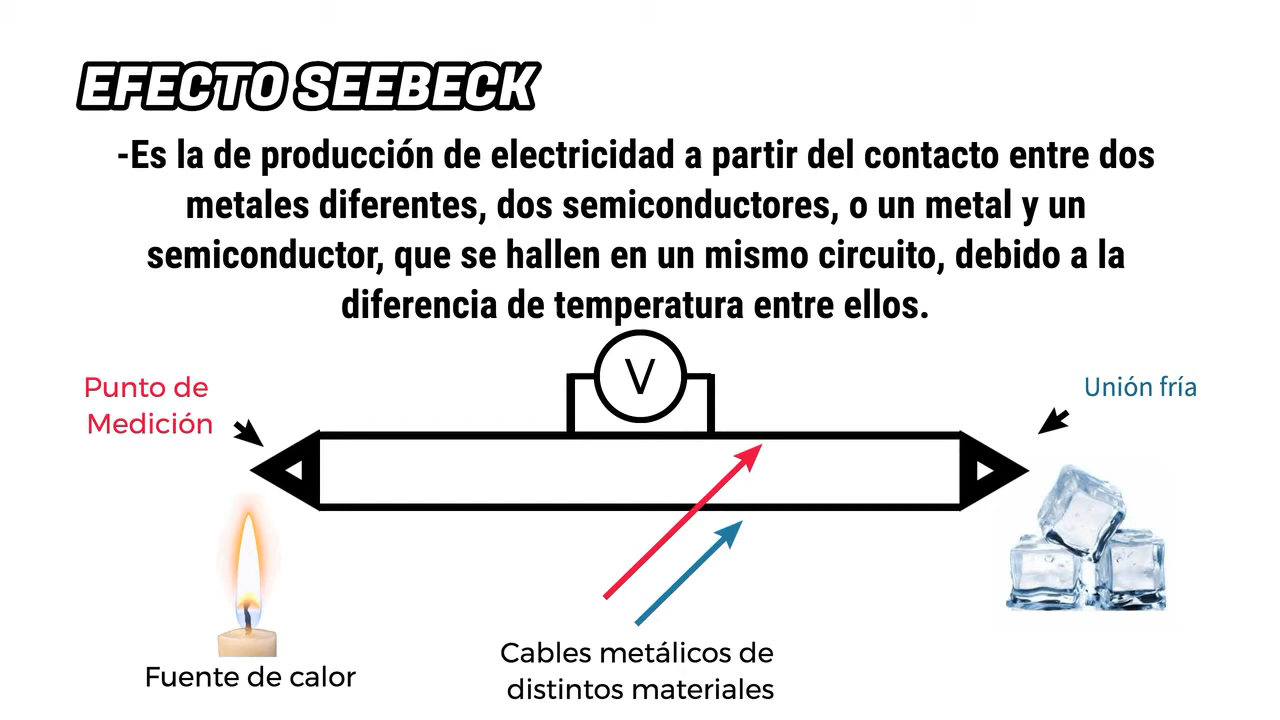 EFECTO SEEBECK
-Es la de producción de electricidad a partir del contacto entre dos
metales diferentes, dos semiconductores, o un metal y un
semiconductor, que se hallen en un mismo circuito, debido a la
diferencia de temperatura entre ellos.
V
Punto de
Medición
Unión fría
Fuente de calor
Cables metálicos de
distintos materiales